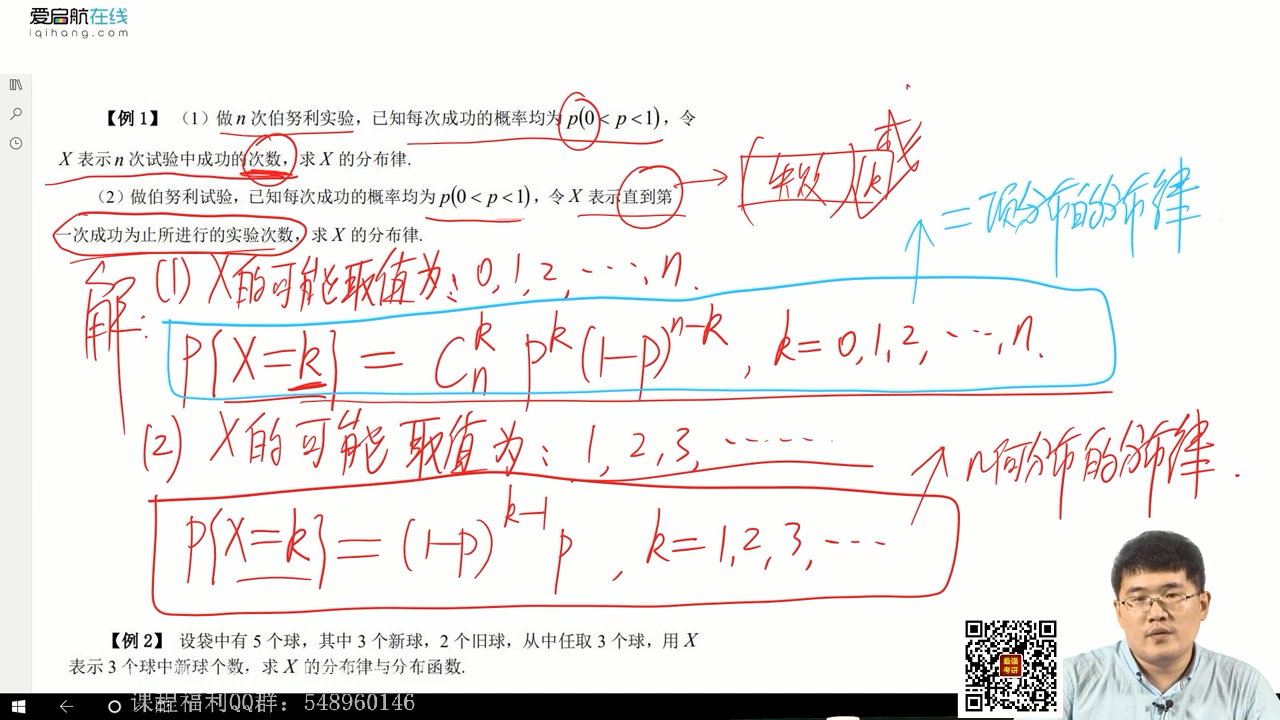 爱启航在线
iqihang.com
【例1】（1）做 n 次伯努利实验，已知每次成功的概率均为 p(0 < p < 1)，令
X 表示 n 次试验中成功的次数，求 X 的分布律.
（2）做伯努利试验，已知每次成功的概率均为 p(0 < p < 1)，令 X 表示直到第
一次成功为止所进行的实验次数，求 X 的分布律.
失败 成
(k)
=项分布的分布律
解：(1) X的可能取值为：0,1,2,⋯,n.
P{X=k} = C_n^k p^k (1-p)^{n-k}, k=0,1,2,⋯,n.
(2) X的可能取值为：1,2,3,⋯⋯
几何分布的分布律.
P{X=k} = (1-p)^{k-1} p, k=1,2,3,⋯
【例2】 设袋中有 5 个球，其中 3 个新球，2 个旧球，从中任取 3 个球，用 X
表示 3 个球中新球个数，求 X 的分布律与分布函数.
最强考研
课程福利QQ群：548960146